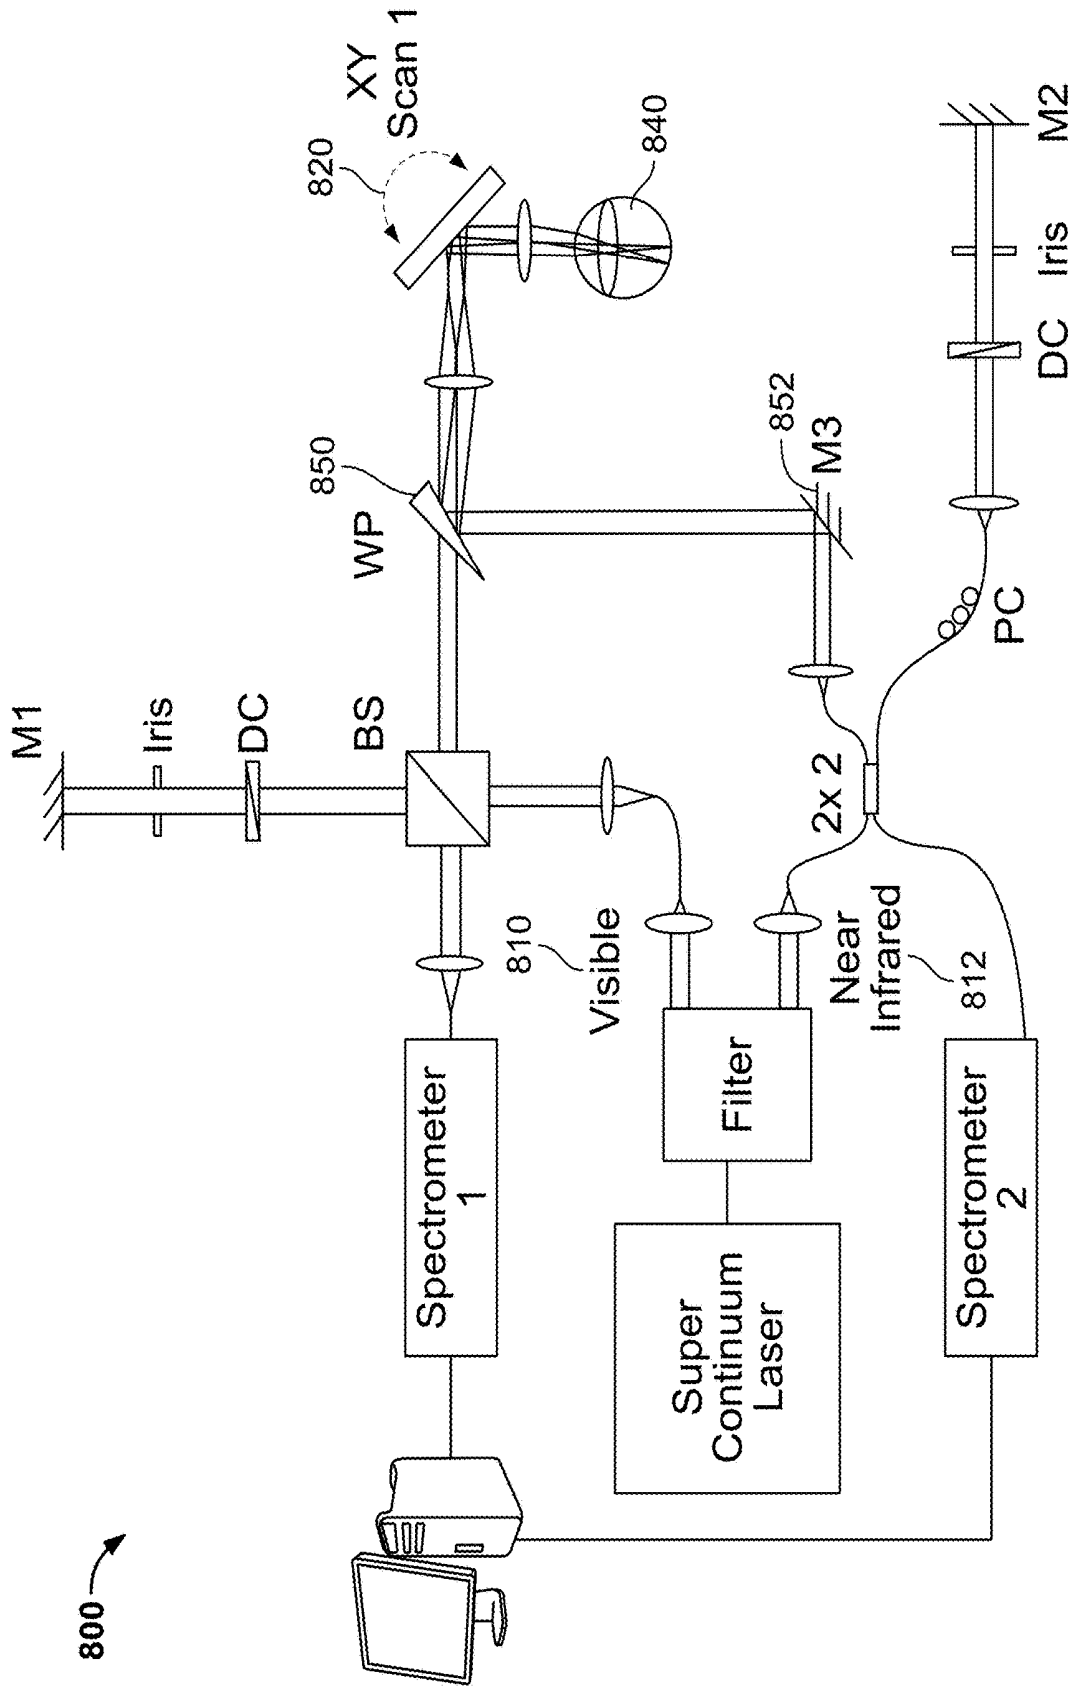 800
M1
Iris
DC
BS
WP
850
XY
Scan 1
820
840
Spectrometer
1
810
Visible
Filter
Super
Continuum
Laser
Near
Infrared
812
2x 2
M3
852
Spectrometer
2
PC
DC
Iris
M2